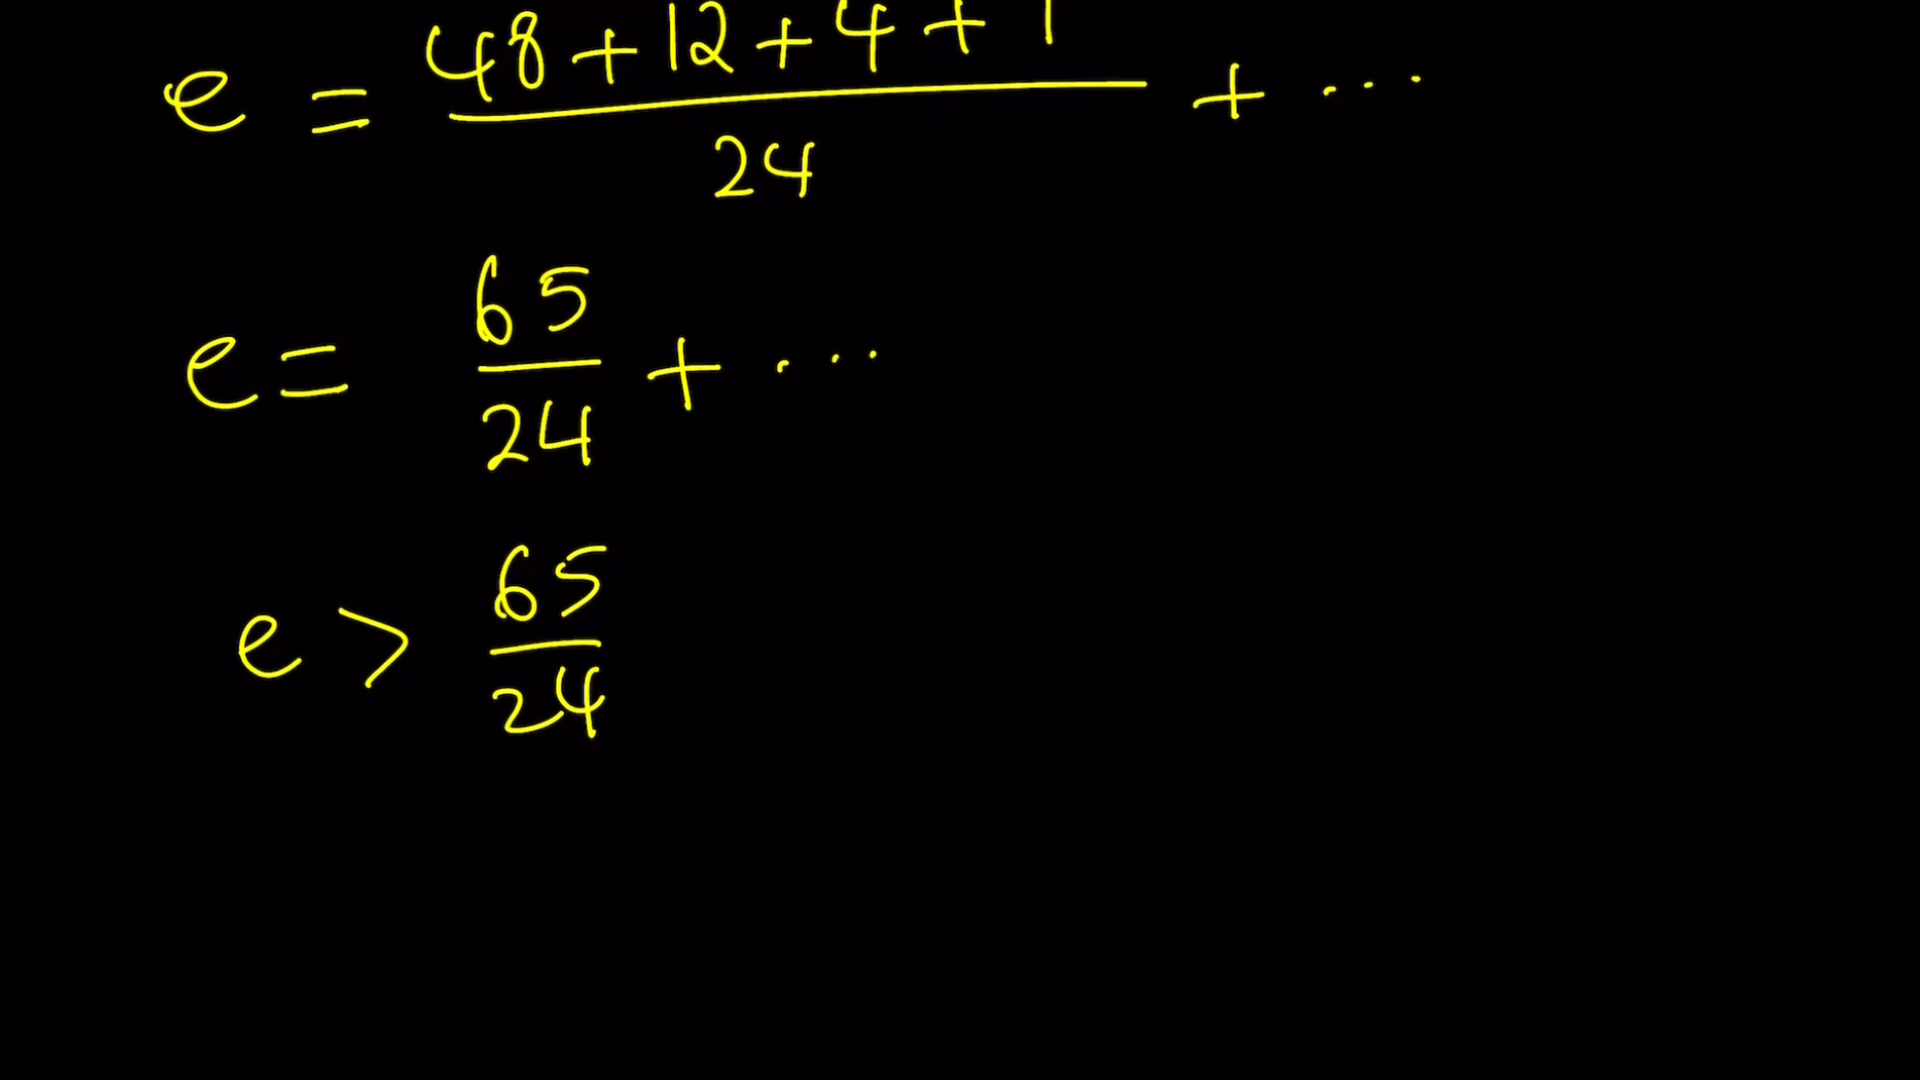 e = 48 + 12 + 4 + 1 / 24 + ...
e = 65 / 24 + ...
e > 65 / 24